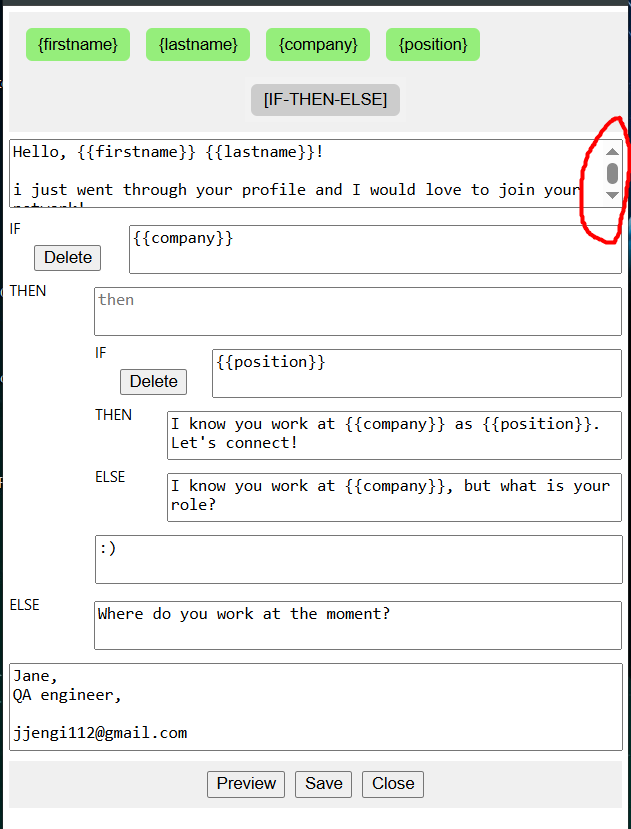 {firstname} {lastname} {company} {position}
[IF-THEN-ELSE]
Hello, {{firstname}} {{lastname}}!
i just went through your profile and I would love to join your
network!
IF
Delete
{{company}}
THEN
then
IF
Delete
{{position}}
THEN
I know you work at {{company}} as {{position}}.
Let's connect!
ELSE
I know you work at {{company}}, but what is your
role?
:)
ELSE
Where do you work at the moment?
Jane,
QA engineer,
jjengi112@gmail.com
Preview Save Close